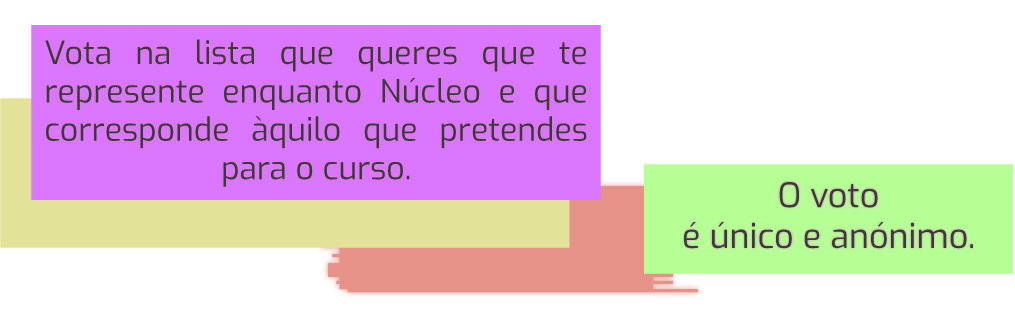 Vota na lista que queres que te
represente enquanto Núcleo e que
corresponde àquilo que pretendes
para o curso.
O voto
é único e anónimo.